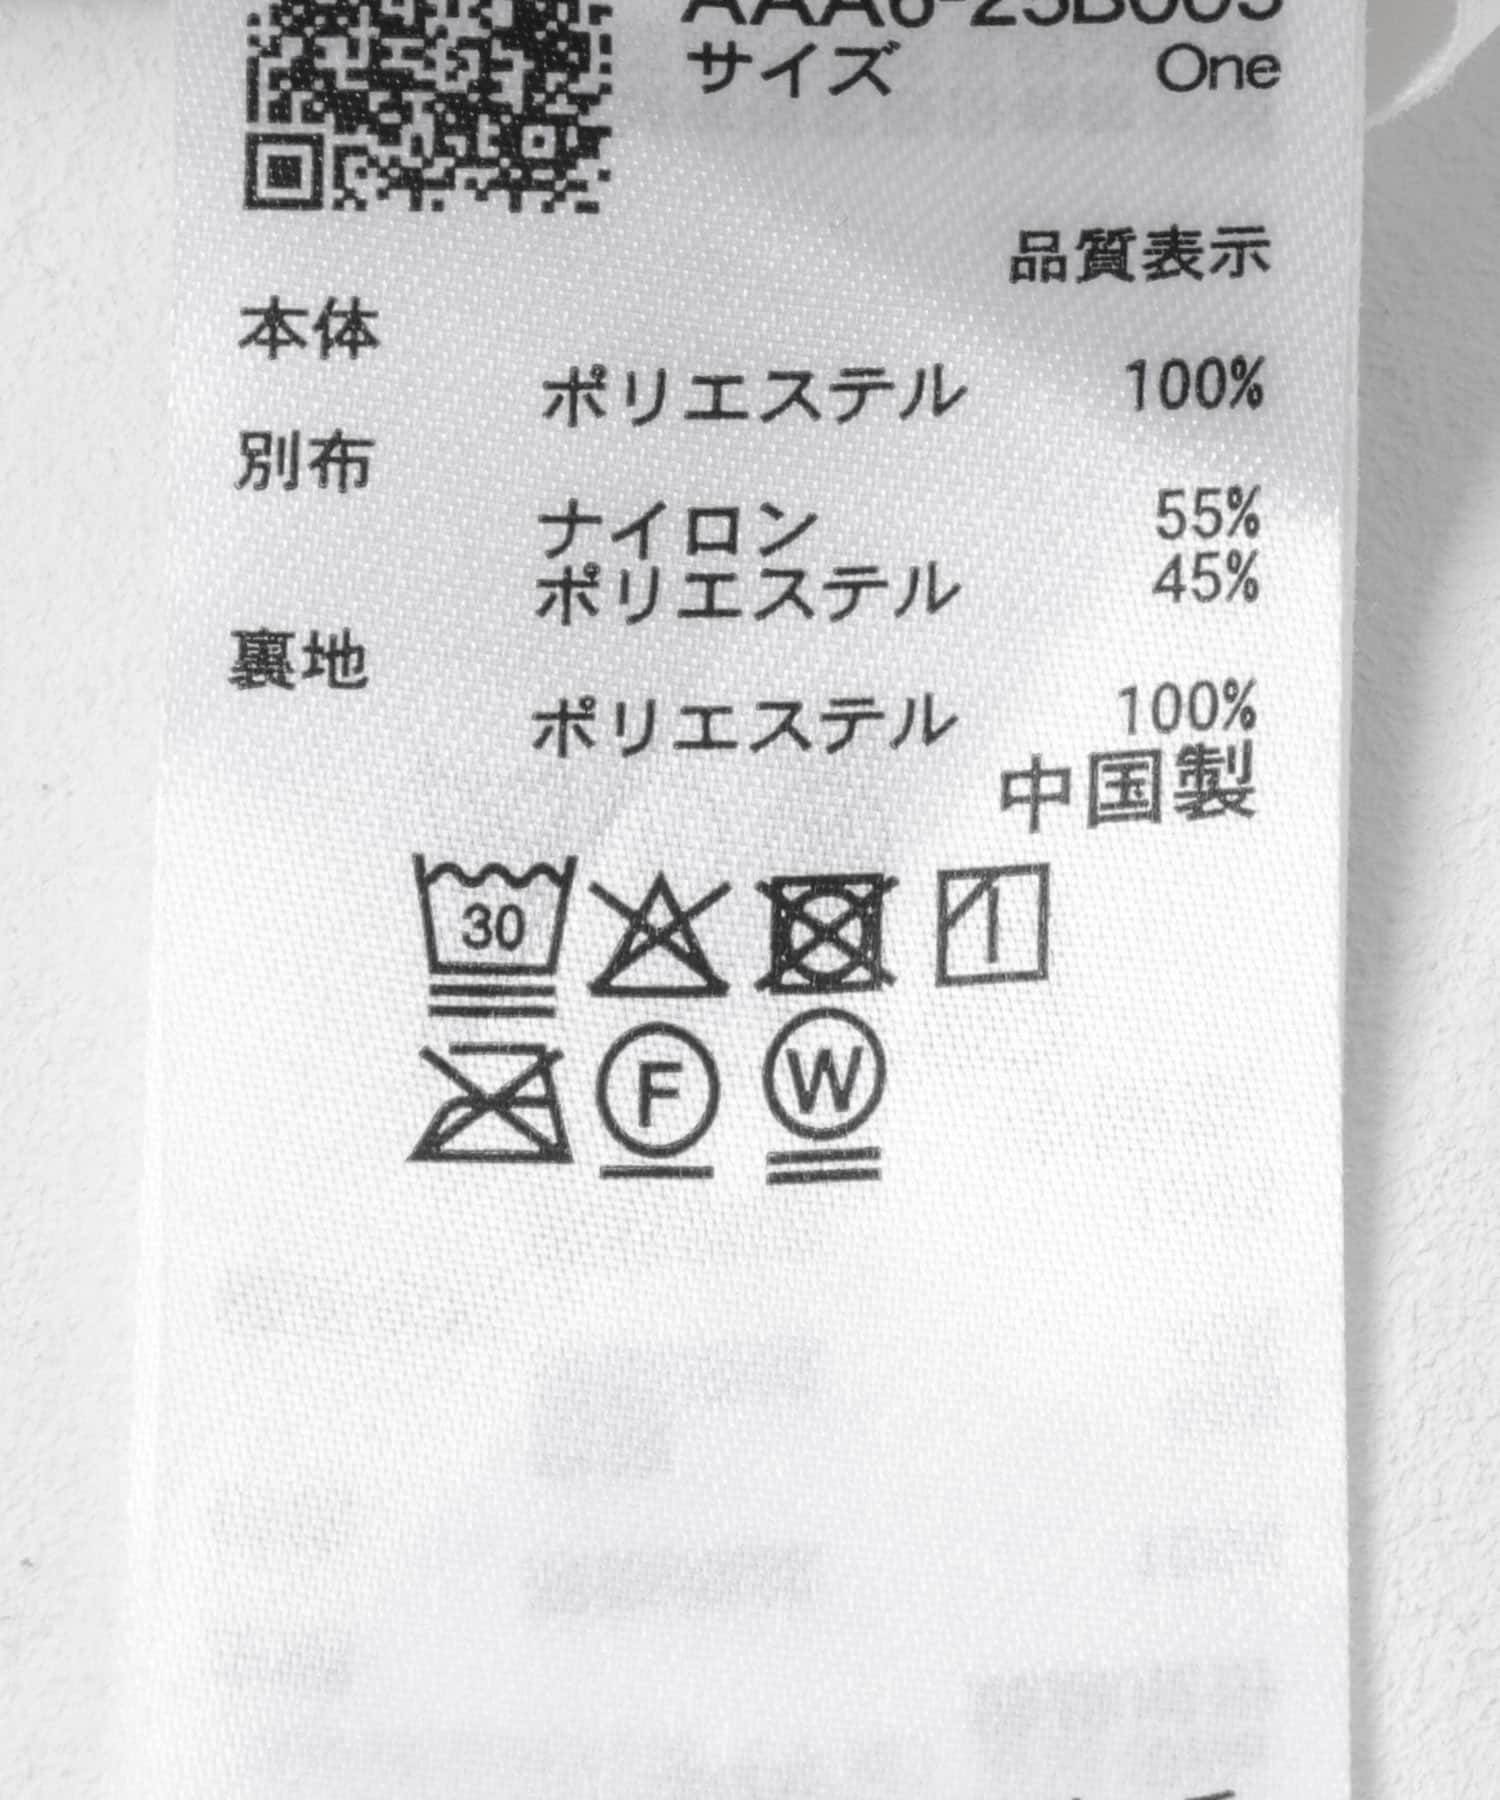 サイズ One
品質表示
本体
ポリエステル 100%
別布
ナイロン 55%
ポリエステル 45%
裏地
ポリエステル 100%
中国製
30
F W